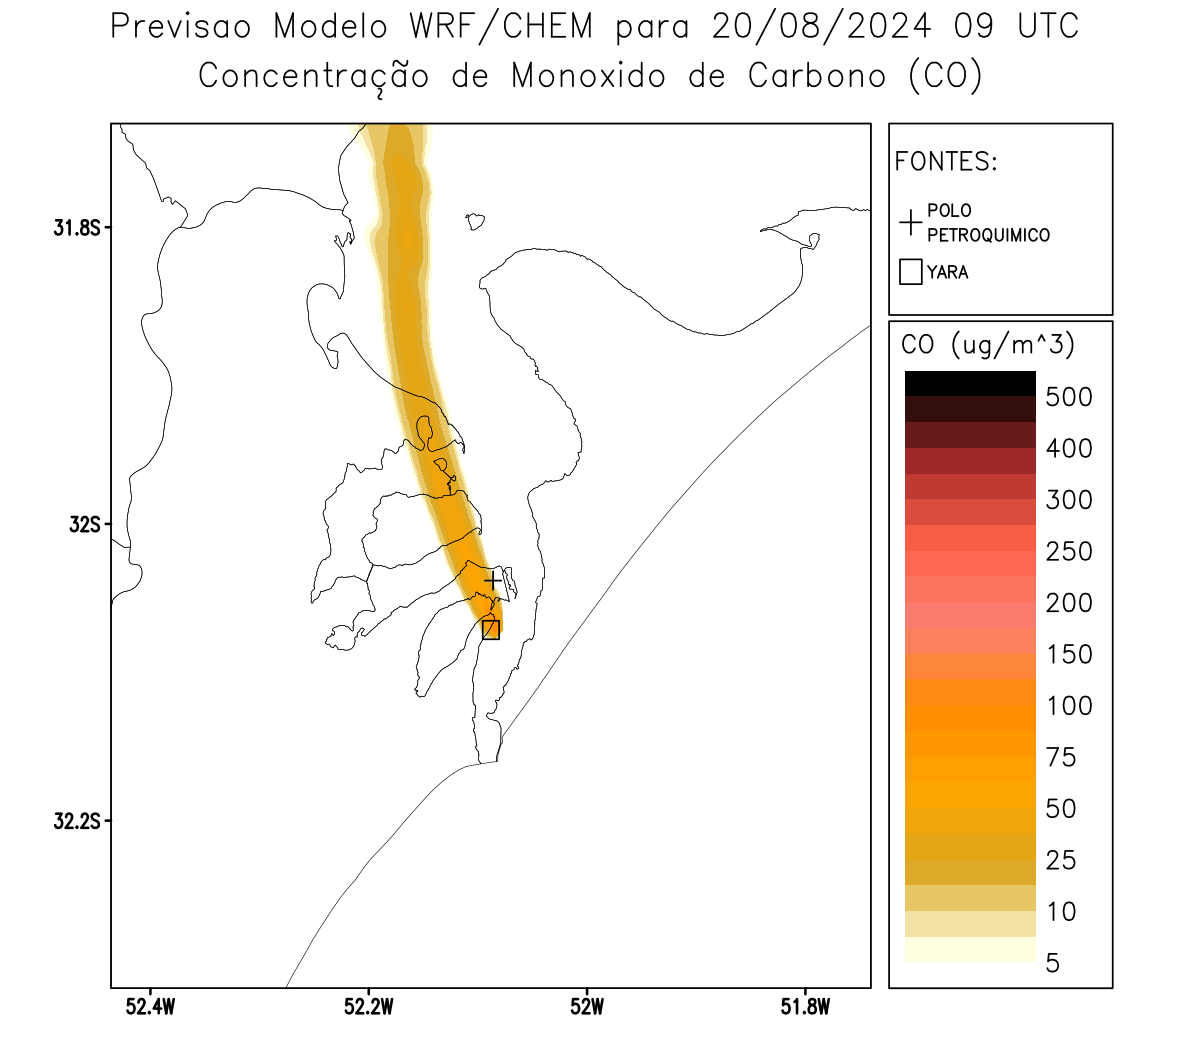 Previsao Modelo WRF/CHEM para 20/08/2024 09 UTC
Concentração de Monoxido de Carbono (CO)
FONTES:
POLO
PETROQUIMICO
YARA
CO (ug/m^3)
500
400
300
250
200
150
100
75
50
25
10
5
31.8S
32S
32.2S
52.4W
52.2W
52W
51.8W